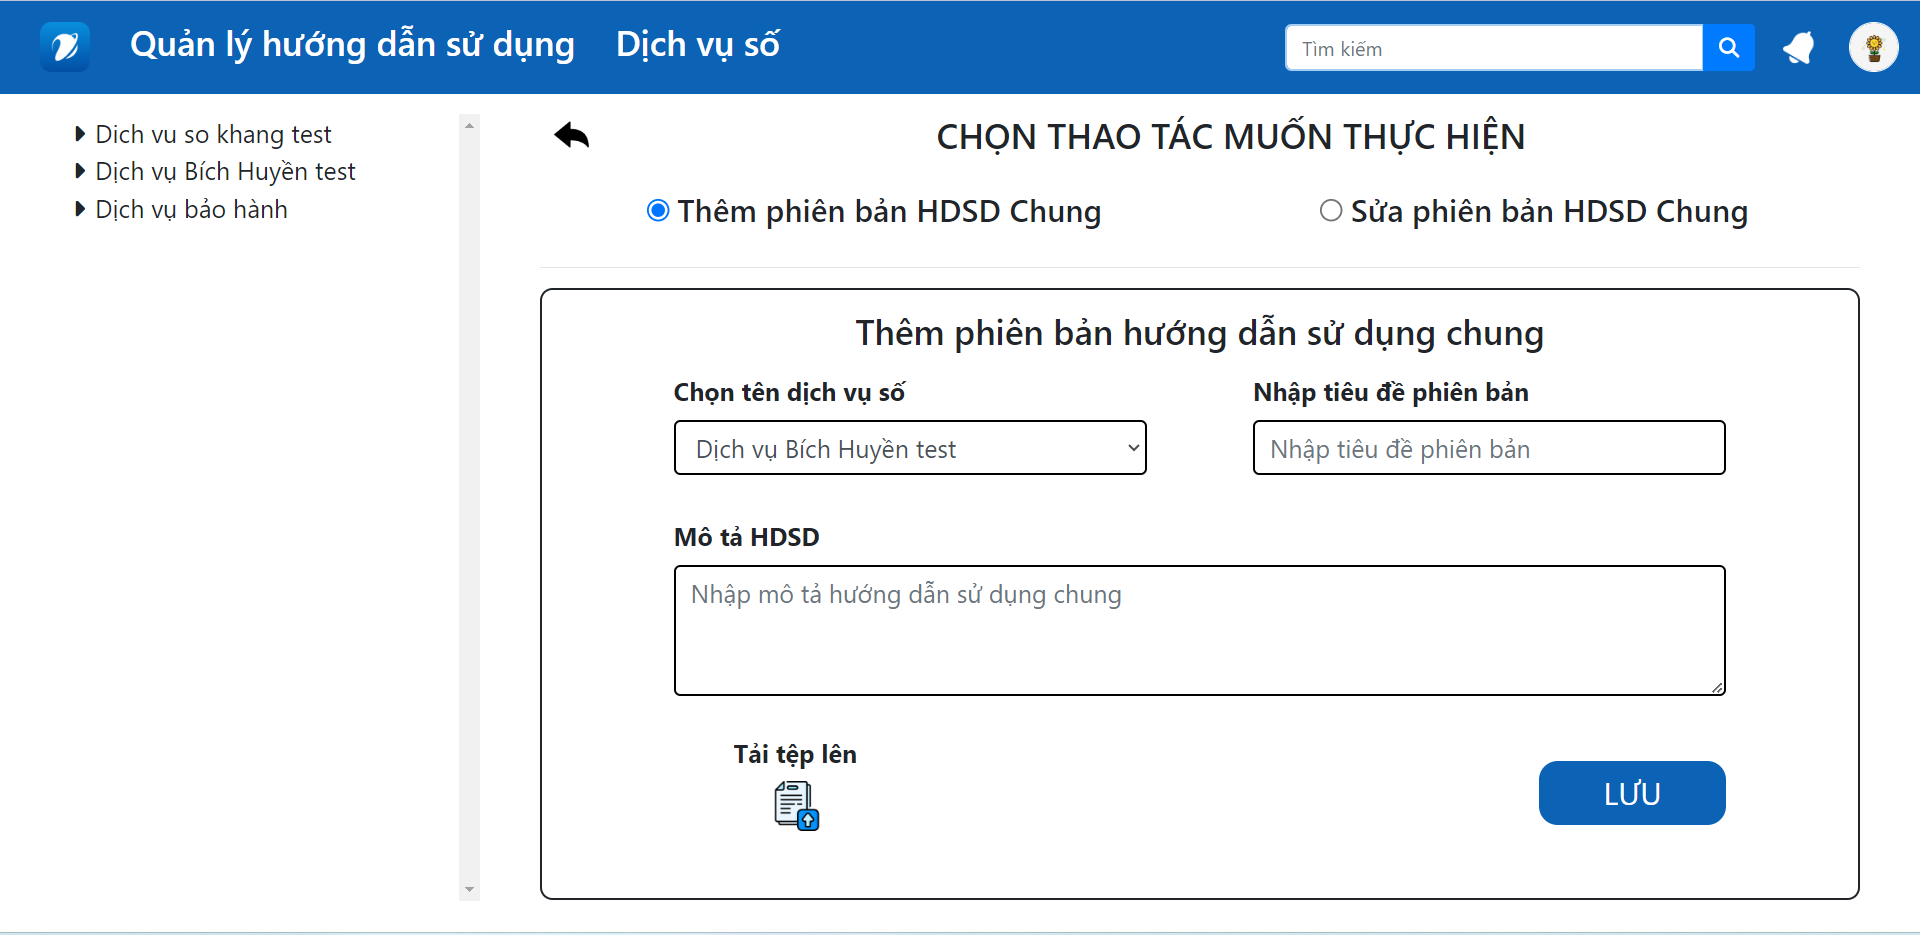 Quản lý hướng dẫn sử dụng Dịch vụ số
Tìm kiếm
Dich vu so khang test
Dịch vụ Bích Huyền test
Dịch vụ bảo hành
CHỌN THAO TÁC MUỐN THỰC HIỆN
Thêm phiên bản HDSD Chung
Sửa phiên bản HDSD Chung
Thêm phiên bản hướng dẫn sử dụng chung
Chọn tên dịch vụ số
Nhập tiêu đề phiên bản
Dịch vụ Bích Huyền test
Nhập tiêu đề phiên bản
Mô tả HDSD
Nhập mô tả hướng dẫn sử dụng chung
Tải tệp lên
LƯU